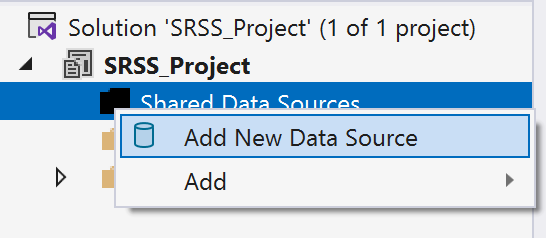 Solution 'SRSS_Project' (1 of 1 project)
SRSS_Project
Shared Data Sources
Add New Data Source
Add